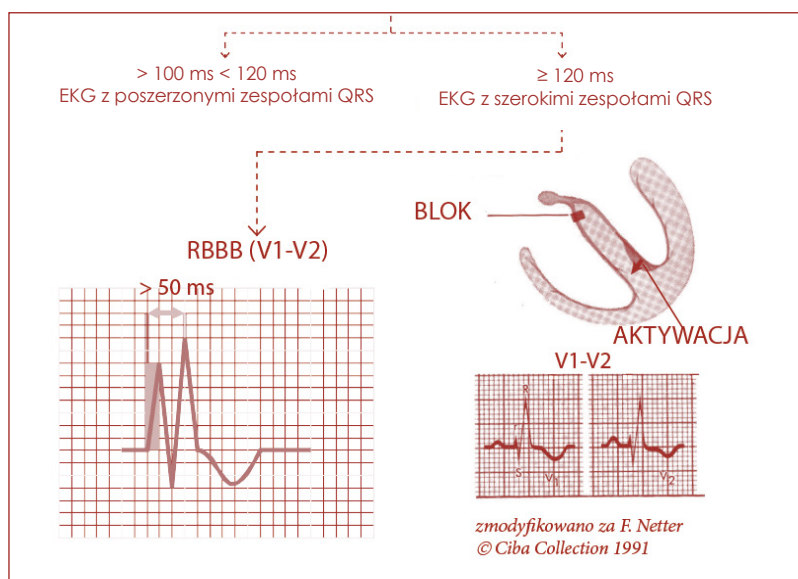 > 100 ms < 120 ms
EKG z poszerzonymi zespołami QRS
≥ 120 ms
EKG z szerokimi zespołami QRS
RBBB (V1-V2)
> 50 ms
BLOK
AKTYWACJA
V1-V2
R
r
S
V1
V2
zmodyfikowano za F. Netter
© Ciba Collection 1991